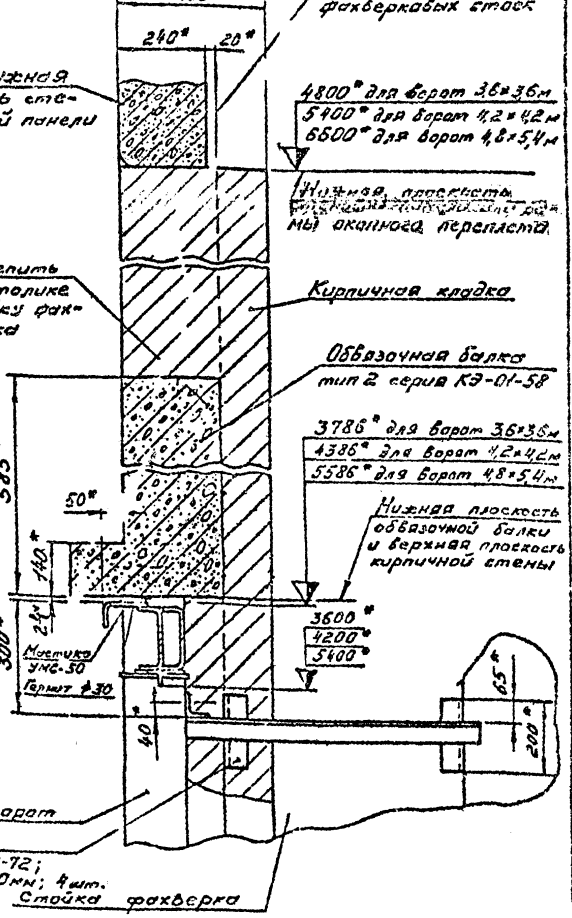 фахверковых стоек
240* 20*
4800* для ворот 3,6×3,6м
5400* для ворот 4,2×4,2м
6600* для ворот 4,8×5,4м
Нижная плоскость
мы оконного переплета
Кирпичная кладка
Обвязочная балка
тип 2 серия КЭ-01-58
3786* для ворот 3,6×3,6м
4386* для ворот 4,2×4,2м
5586* для ворот 4,8×5,4м
585
50*
140*
Нижняя плоскость
обвязочной балки
и верхняя плоскость
кирпичной стены
300*
3600*
4200*
5400*
Мастика
УМС-50
Гернит ф30
40*
65*
200*
-72;
4 шт.
Стойка фахверка